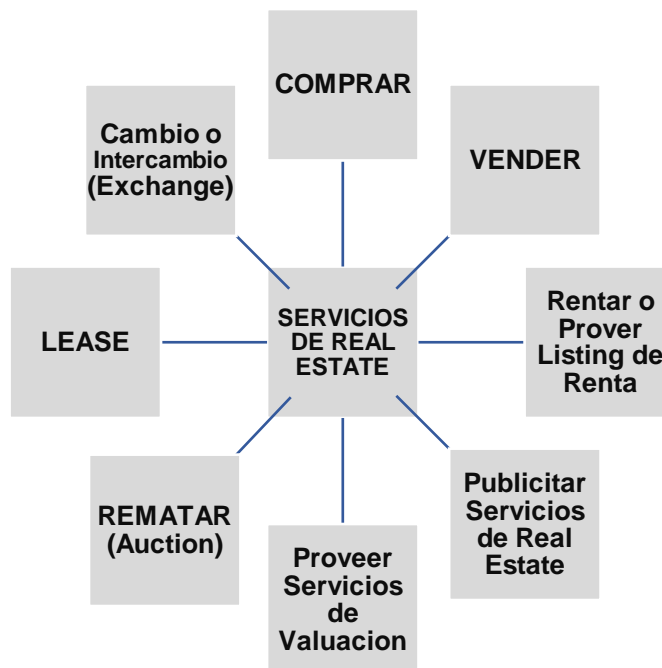 COMPRAR
Cambio o
Intercambio
(Exchange)
VENDER
LEASE
SERVICIOS
DE REAL
ESTATE
Rentar o
Prover
Listing de
Renta
REMATAR
(Auction)
Publicitar
Servicios
de Real
Estate
Proveer
Servicios
de
Valuacion